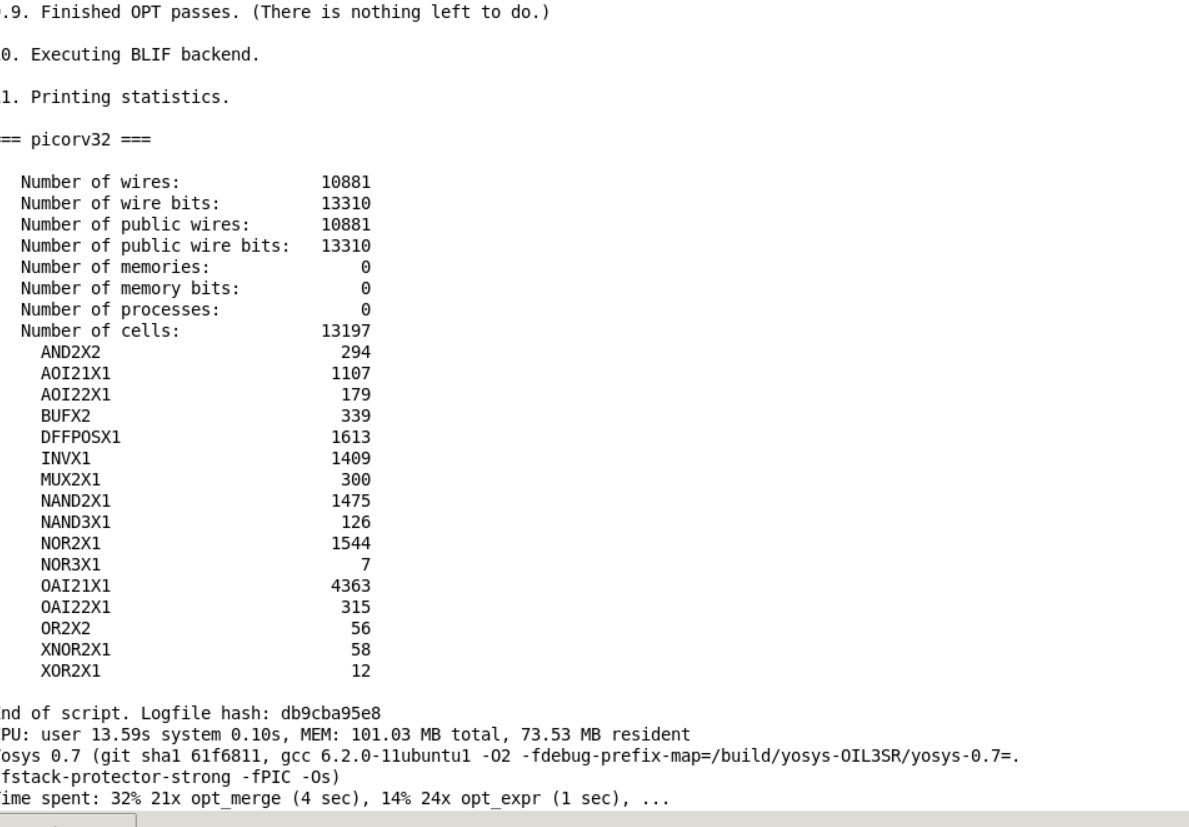 .9. Finished OPT passes. (There is nothing left to do.)
0. Executing BLIF backend.
1. Printing statistics.
== picorv32 ===
Number of wires: 10881
Number of wire bits: 13310
Number of public wires: 10881
Number of public wire bits: 13310
Number of memories: 0
Number of memory bits: 0
Number of processes: 0
Number of cells: 13197
AND2X2 294
AOI21X1 1107
AOI22X1 179
BUFX2 339
DFFPOSX1 1613
INVX1 1409
MUX2X1 300
NAND2X1 1475
NAND3X1 126
NOR2X1 1544
NOR3X1 7
OAI21X1 4363
OAI22X1 315
OR2X2 56
XNOR2X1 58
XOR2X1 12
nd of script. Logfile hash: db9cba95e8
PU: user 13.59s system 0.10s, MEM: 101.03 MB total, 73.53 MB resident
osys 0.7 (git sha1 61f6811, gcc 6.2.0-11ubuntu1 -O2 -fdebug-prefix-map=/build/yosys-OIL3SR/yosys-0.7=.
fstack-protector-strong -fPIC -Os)
ime spent: 32% 21x opt_merge (4 sec), 14% 24x opt_expr (1 sec), ...